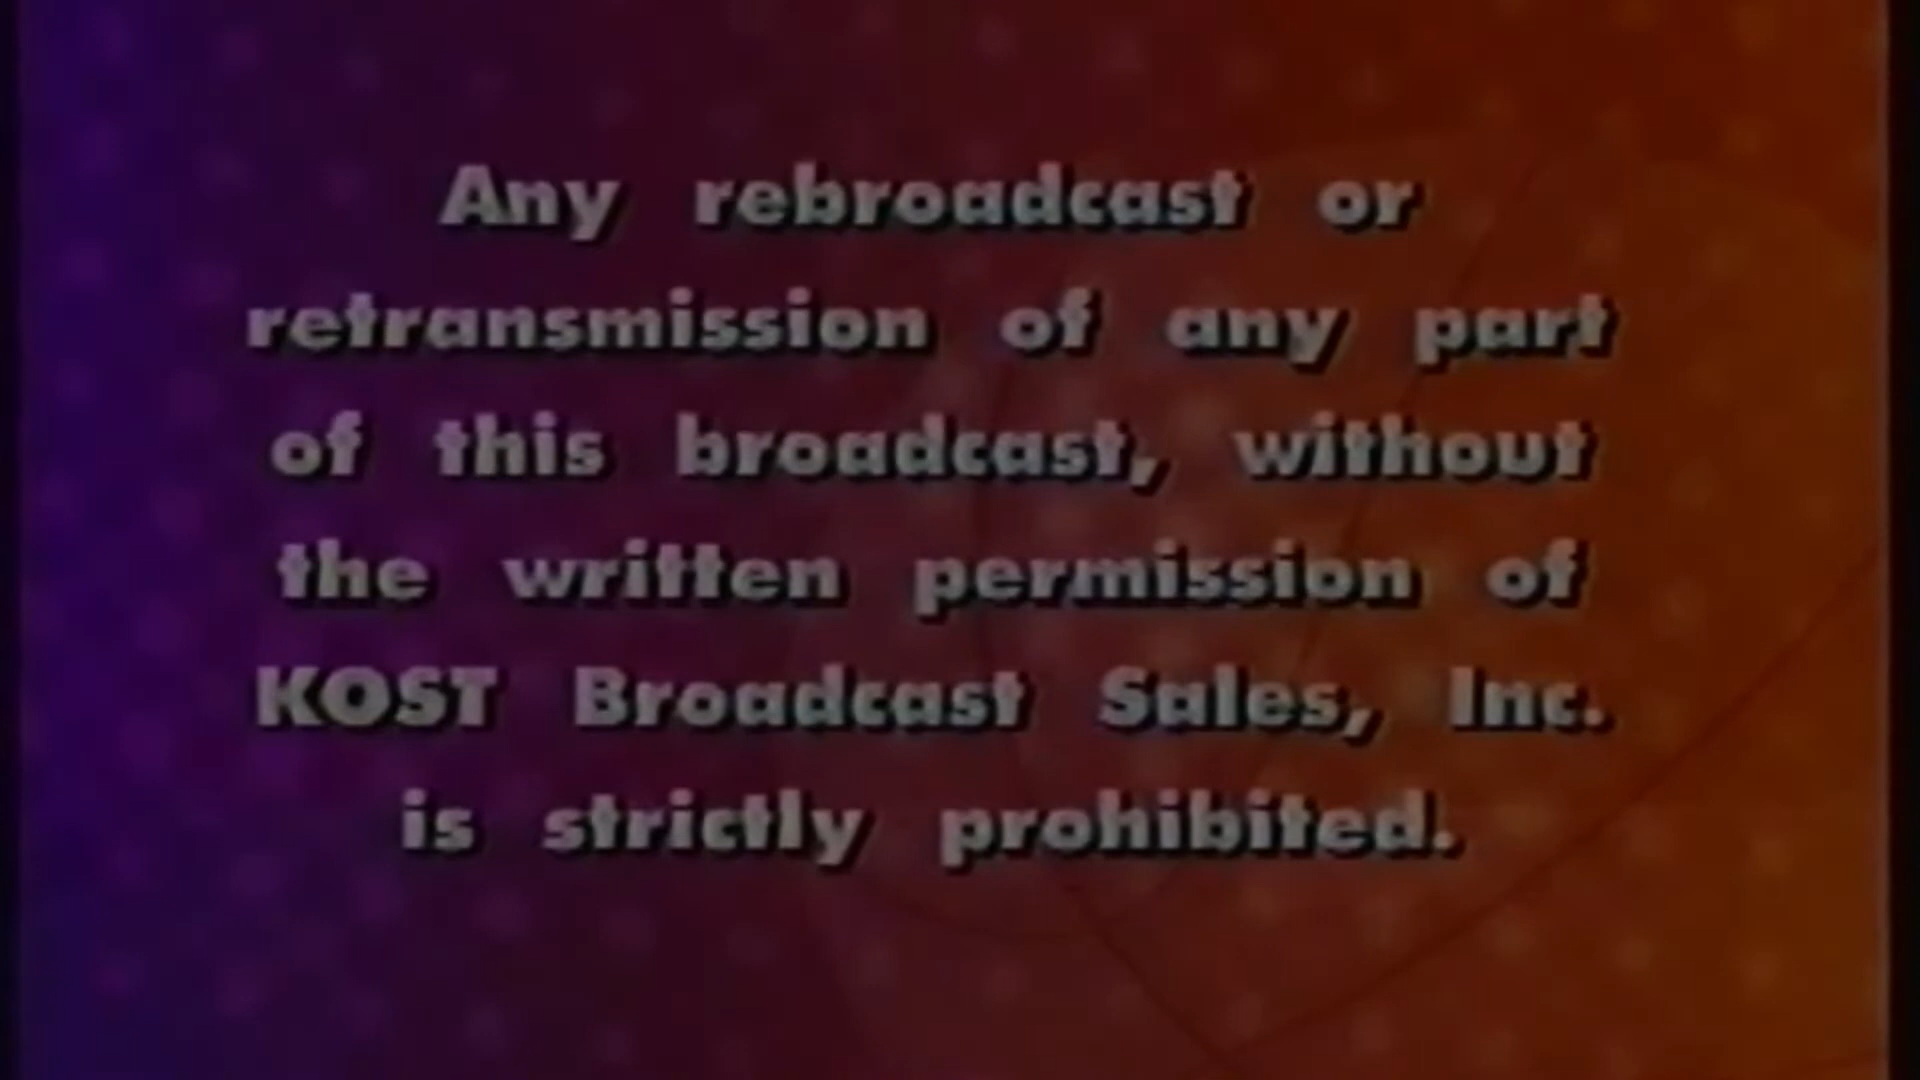 Any rebroadcast or
retransmission of any part
of this broadcast, without
the written permission of
KOST Broadcast Sales, Inc.
is strictly prohibited.